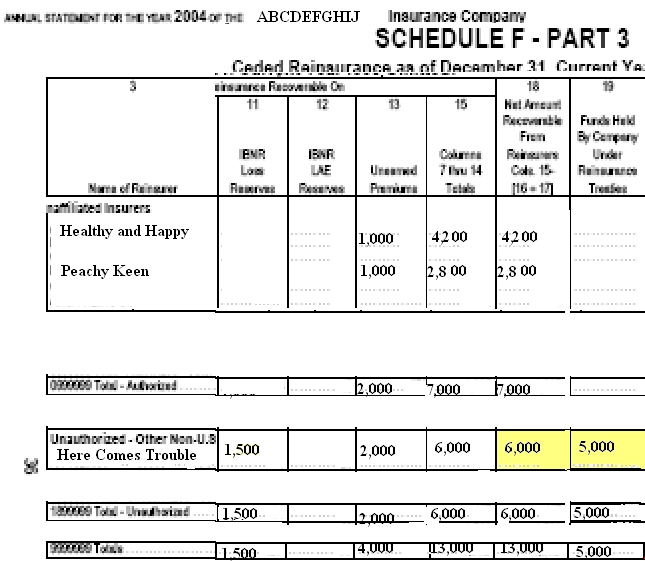 ANNUAL STATEMENT FOR THE YEAR 2004 OF THE ABCDEFGHIJ Insurance Company
SCHEDULE F - PART 3
Ceded Reinsurance as of December 31, Current Ye
3 einsurance Recoverable On 18 19
11 12 13 15 Net Amount
Recoverable Funds Held
From By Company
IBNR IBNR Columns Reinsurers Under
Loss LAE Unearned 7 thru 14 Cols. 15- Reinsurance
Name of Reinsurer Reserves Reserves Premiums Totals [16 + 17] Treaties
naffiliated Insurers
Healthy and Happy 1,000 4,200 4,200
Peachy Keen 1,000 2,800 2,800
0999999 Total - Authorized 2,000 7,000 7,000
Unauthorized - Other Non-U.S
Here Comes Trouble 1,500 2,000 6,000 6,000 5,000
1899999 Total - Unauthorized 1,500 2,000 6,000 6,000 5,000
9999999 Totals 1,500 4,000 13,000 13,000 5,000